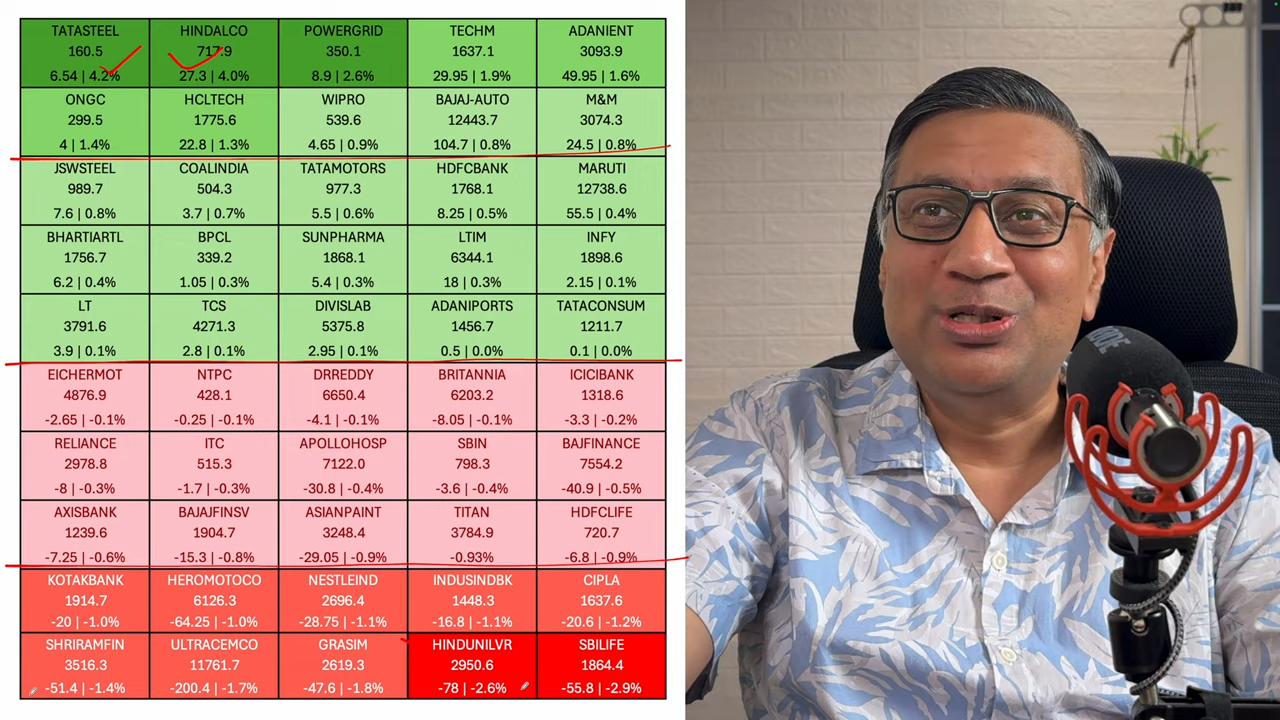 TATASTEEL HINDALCO POWERGRID TECHM ADANIENT
160.5 717.9 350.1 1637.1 3093.9
6.54 | 4.2% 27.3 | 4.0% 8.9 | 2.6% 29.95 | 1.9% 49.95 | 1.6%
ONGC HCLTECH WIPRO BAJAJ-AUTO M&M
299.5 1775.6 539.6 12443.7 3074.3
4 | 1.4% 22.8 | 1.3% 4.65 | 0.9% 104.7 | 0.8% 24.5 | 0.8%
JSWSTEEL COALINDIA TATAMOTORS HDFCBANK MARUTI
989.7 504.3 977.3 1768.1 12738.6
7.6 | 0.8% 3.7 | 0.7% 5.5 | 0.6% 8.25 | 0.5% 55.5 | 0.4%
BHARTIARTL BPCL SUNPHARMA LTIM INFY
1756.7 339.2 1868.1 6344.1 1898.6
6.2 | 0.4% 1.05 | 0.3% 5.4 | 0.3% 18 | 0.3% 2.15 | 0.1%
LT TCS DIVISLAB ADANIPORTS TATACONSUM
3791.6 4271.3 5375.8 1456.7 1211.7
3.9 | 0.1% 2.8 | 0.1% 2.95 | 0.1% 0.5 | 0.0% 0.1 | 0.0%
EICHERMOT NTPC DRREDDY BRITANNIA ICICIBANK
4876.9 428.1 6650.4 6203.2 1318.6
-2.65 | -0.1% -0.25 | -0.1% -4.1 | -0.1% -8.05 | -0.1% -3.3 | -0.2%
RELIANCE ITC APOLLOHOSP SBIN BAJFINANCE
2978.8 515.3 7122.0 798.3 7554.2
-8 | -0.3% -1.7 | -0.3% -30.8 | -0.4% -3.6 | -0.4% -40.9 | -0.5%
AXISBANK BAJAJFINSV ASIANPAINT TITAN HDFCLIFE
1239.6 1904.7 3248.4 3784.9 720.7
-7.25 | -0.6% -15.3 | -0.8% -29.05 | -0.9% -0.93% -6.8 | -0.9%
KOTAKBANK HEROMOTOCO NESTLEIND INDUSINDBK CIPLA
1914.7 6126.3 2696.4 1448.3 1637.6
-20 | -1.0% -64.25 | -1.0% -28.75 | -1.1% -16.8 | -1.1% -20.6 | -1.2%
SHRIRAMFIN ULTRACEMCO GRASIM HINDUNILVR SBILIFE
3516.3 11761.7 2619.3 2950.6 1864.4
-51.4 | -1.4% -200.4 | -1.7% -47.6 | -1.8% -78 | -2.6% -55.8 | -2.9%